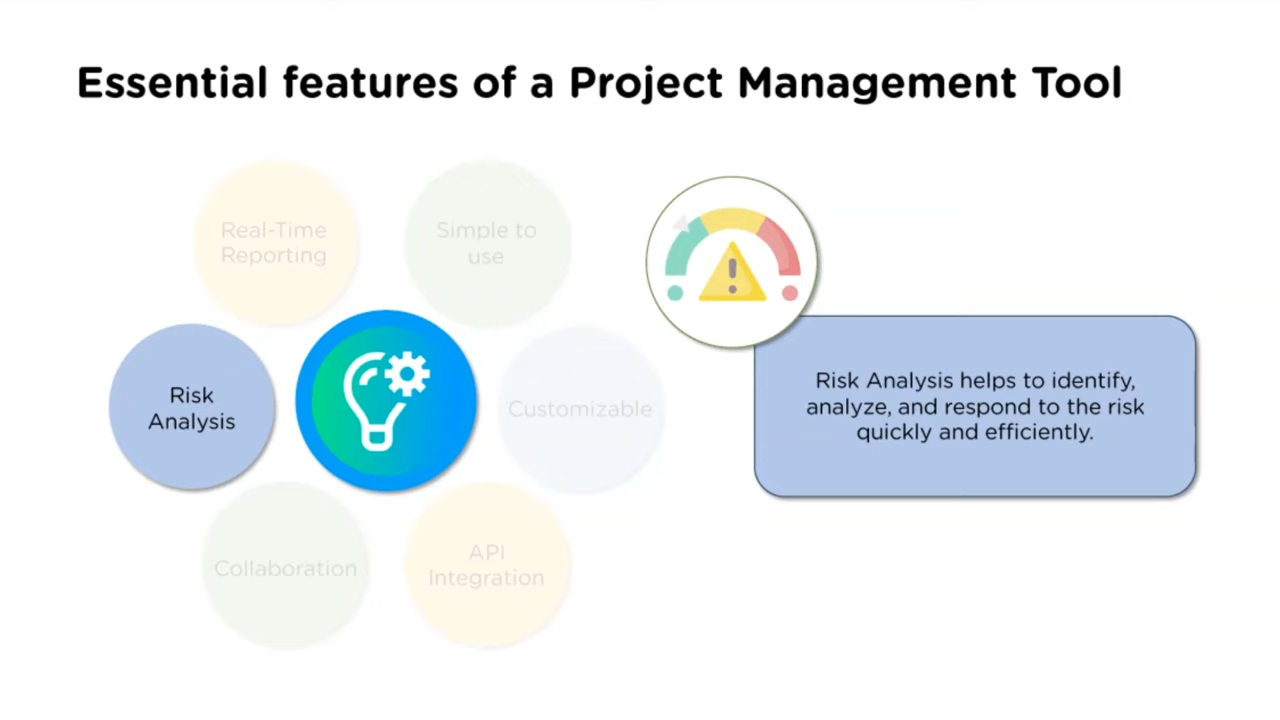 Essential features of a Project Management Tool
Real-Time
Reporting
Simple to
use
Risk
Analysis
Customizable
Collaboration
API
Integration
Risk Analysis helps to identify,
analyze, and respond to the risk
quickly and efficiently.